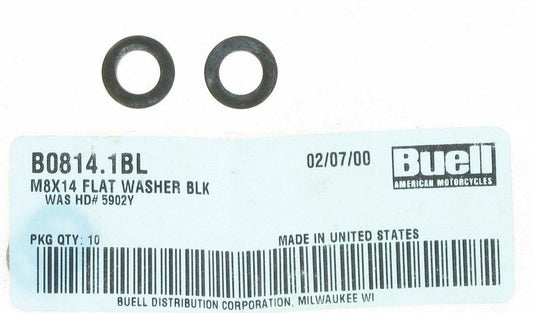 B0814.1BL 02/07/00 Buell
AMERICAN MOTORCYCLES
M8X14 FLAT WASHER BLK
WAS HD# 5902Y
PKG QTY: 10 MADE IN UNITED STATES
BUELL DISTRIBUTION CORPORATION, MILWAUKEE WI